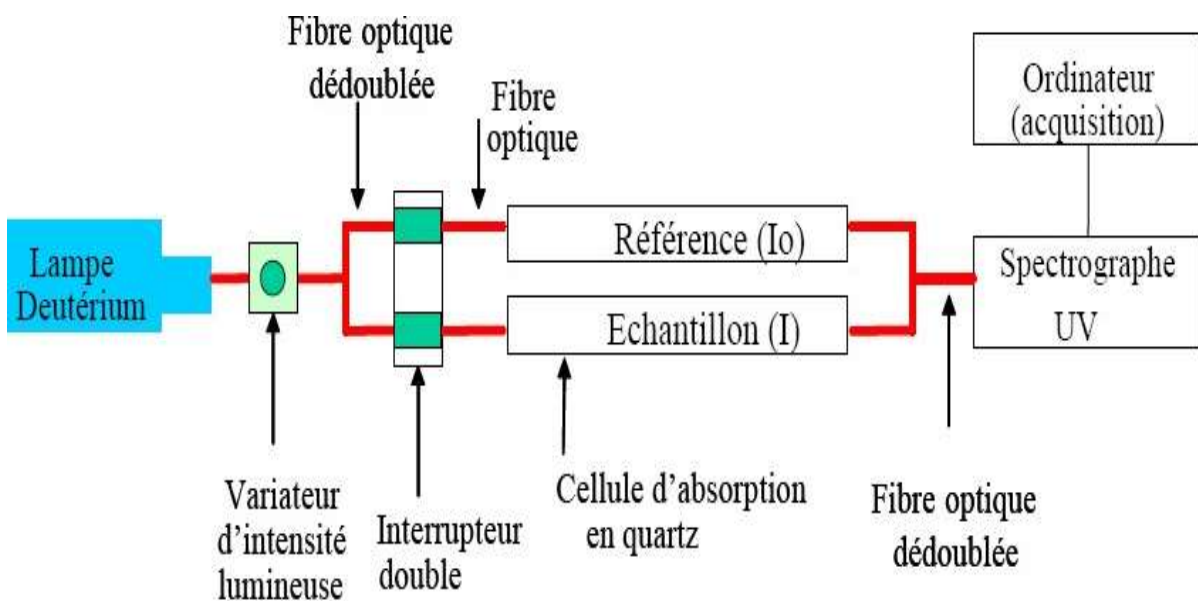 Fibre optique
dédoublée
Fibre
optique
Ordinateur
(acquisition)
Lampe
Deutérium
Référence (Io)
Echantillon (I)
Spectrographe
UV
Variateur
d’intensité
lumineuse
Interrupteur
double
Cellule d’absorption
en quartz
Fibre optique
dédoublée